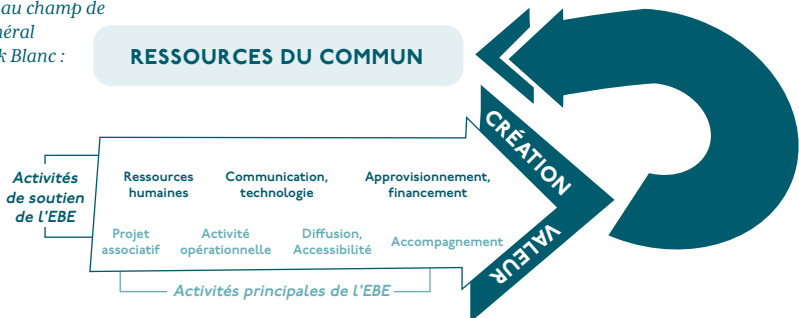 au champ de
néral
k Blanc :
RESSOURCES DU COMMUN
CRÉATION
VALEUR
Activités
de soutien
de l'EBE
Ressources
humaines
Communication,
technologie
Approvisionnement,
financement
Projet
associatif
Activité
opérationnelle
Diffusion,
Accessibilité
Accompagnement
Activités principales de l'EBE